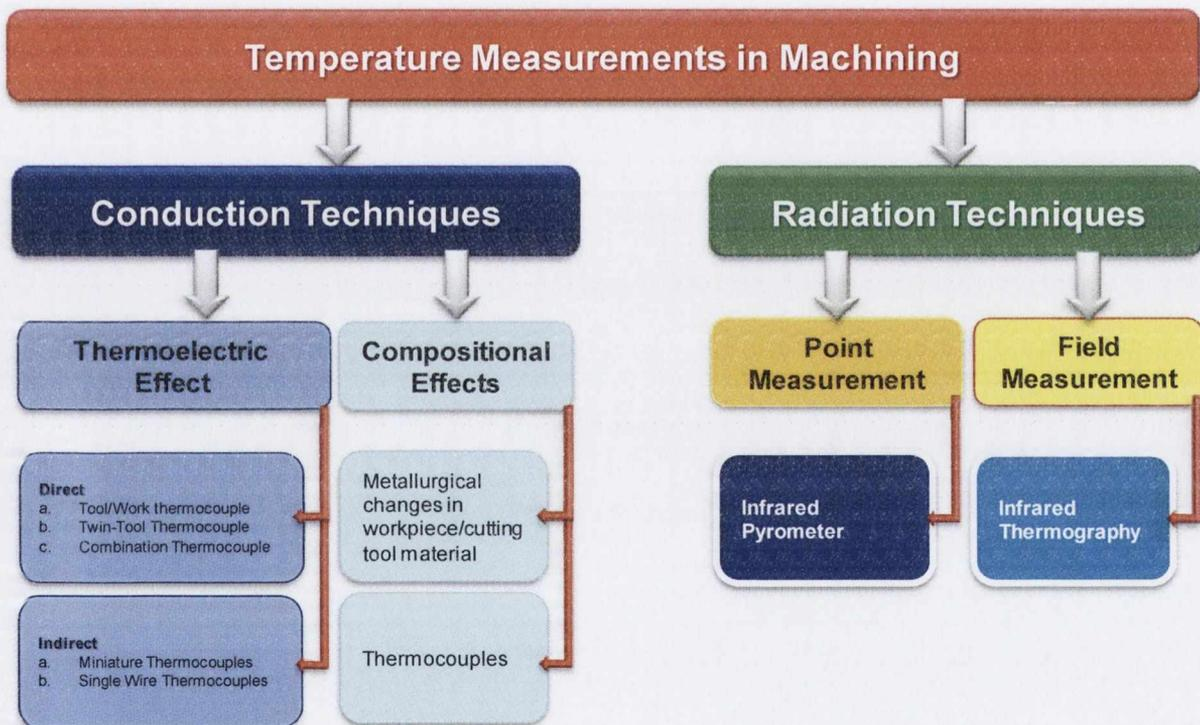 Temperature Measurements in Machining
Conduction Techniques
Radiation Techniques
Thermoelectric
Effect
Compositional
Effects
Point
Measurement
Field
Measurement
Direct
a. Tool/Work thermocouple
b. Twin-Tool Thermocouple
c. Combination Thermocouple
Metallurgical
changes in
workpiece/cutting
tool material
Infrared
Pyrometer
Infrared
Thermography
Indirect
a. Miniature Thermocouples
b. Single Wire Thermocouples
Thermocouples